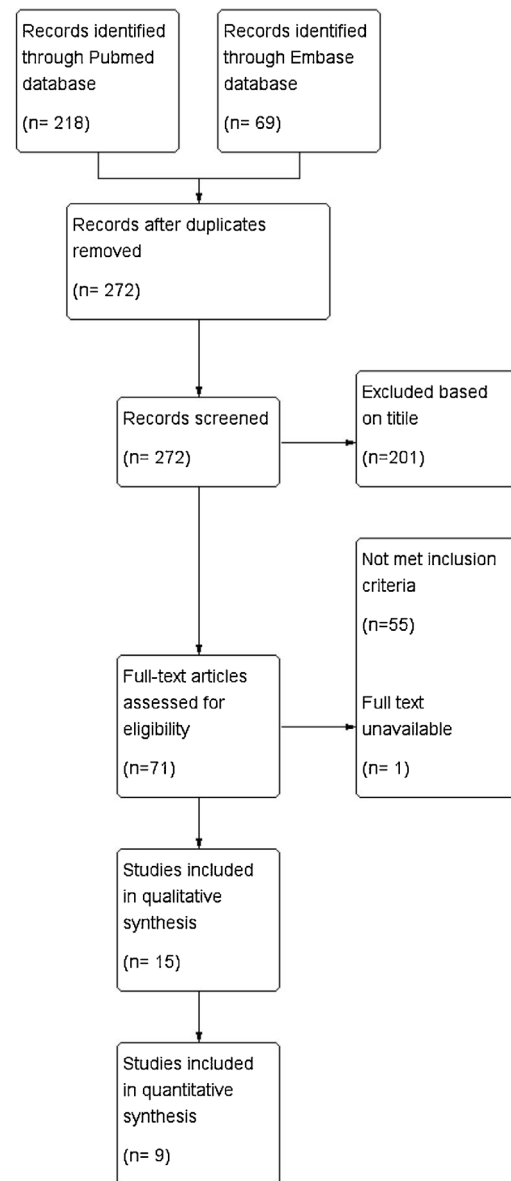 Records identified
through Pubmed
database
(n= 218)
Records identified
through Embase
database
(n= 69)
Records after duplicates
removed
(n= 272)
Records screened
(n= 272)
Excluded based
on titile
(n=201)
Not met inclusion
criteria
(n=55)
Full text
unavailable
(n= 1)
Full-text articles
assessed for
eligibility
(n=71)
Studies included
in qualitative
synthesis
(n= 15)
Studies included
in quantitative
synthesis
(n= 9)